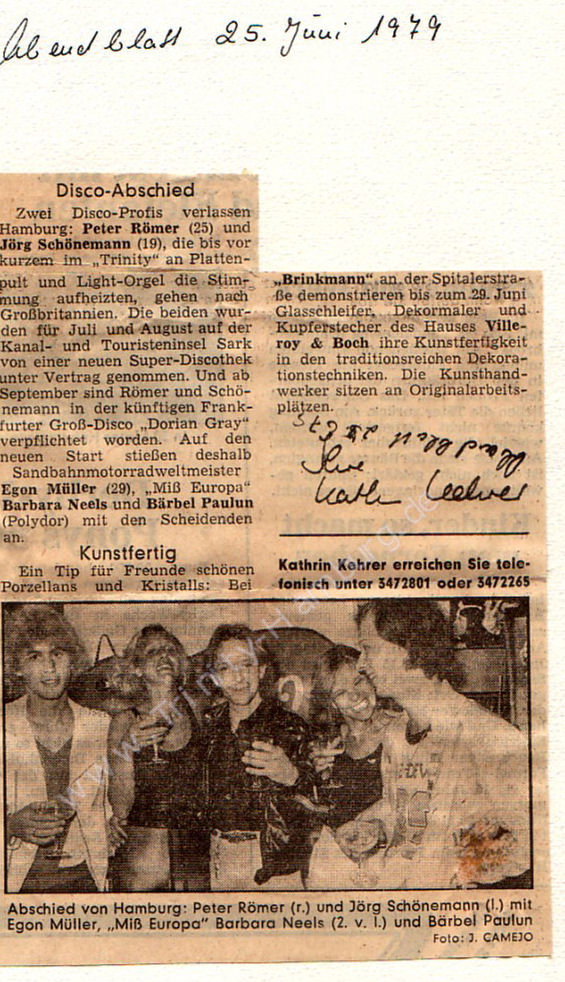 Abendblatt 25. Juni 1979
Disco-Abschied
Zwei Disco-Profis verlassen
Hamburg: Peter Römer (25) und
Jörg Schönemann (19), die bis vor
kurzem im „Trinity“ an Platten-
pult und Light-Orgel die Stim-
mung aufheizten, gehen nach
Großbritannien. Die beiden wur-
den für Juli und August auf der
Kanal- und Touristeninsel Sark
von einer neuen Super-Discothek
unter Vertrag genommen. Und ab
September sind Römer und Schö-
nemann in der künftigen Frank-
furter Groß-Disco „Dorian Gray“
verpflichtet worden. Auf den
neuen Start stießen deshalb
Sandbahnmotorradweltmeister
Egon Müller (29), „Miß Europa“
Barbara Neels und Bärbel Paulun
(Polydor) mit den Scheidenden
an.
Kunstfertig
Ein Tip für Freunde schönen
Porzellans und Kristalls: Bei
„Brinkmann“ an der Spitalerstra-
ße demonstrieren bis zum 29. Juni
Glasschleifer, Dekormaler und
Kupferstecher des Hauses Ville-
roy & Boch ihre Kunstfertigkeit
in den traditionsreichen Dekora-
tionstechniken. Die Kunsthand-
werker sitzen an Originalarbeits-
plätzen.
Ihre
Kathrin Kehrer
Kathrin Kehrer erreichen Sie tele-
fonisch unter 3472801 oder 3472265
Abschied von Hamburg: Peter Römer (r.) und Jörg Schönemann (l.) mit
Egon Müller, „Miß Europa“ Barbara Neels (2. v. l.) und Bärbel Paulun
Foto: J. CAMEJO
www.Trinity-Hamburg.de